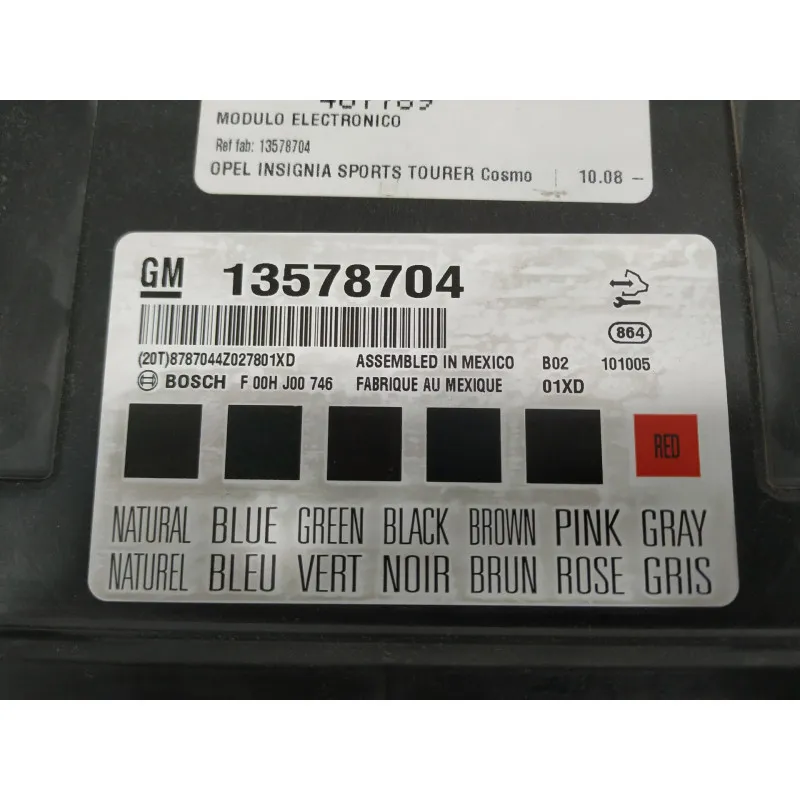 MODULO ELECTRONICO
Ref fab: 13578704
OPEL INSIGNIA SPORTS TOURER Cosmo 10.08 –
GM 13578704
864
(20T)8787044Z027801XD ASSEMBLED IN MEXICO B02 101005
BOSCH F 00H J00 746 FABRIQUE AU MEXIQUE 01XD
RED
NATURAL BLUE GREEN BLACK BROWN PINK GRAY
NATUREL BLEU VERT NOIR BRUN ROSE GRIS